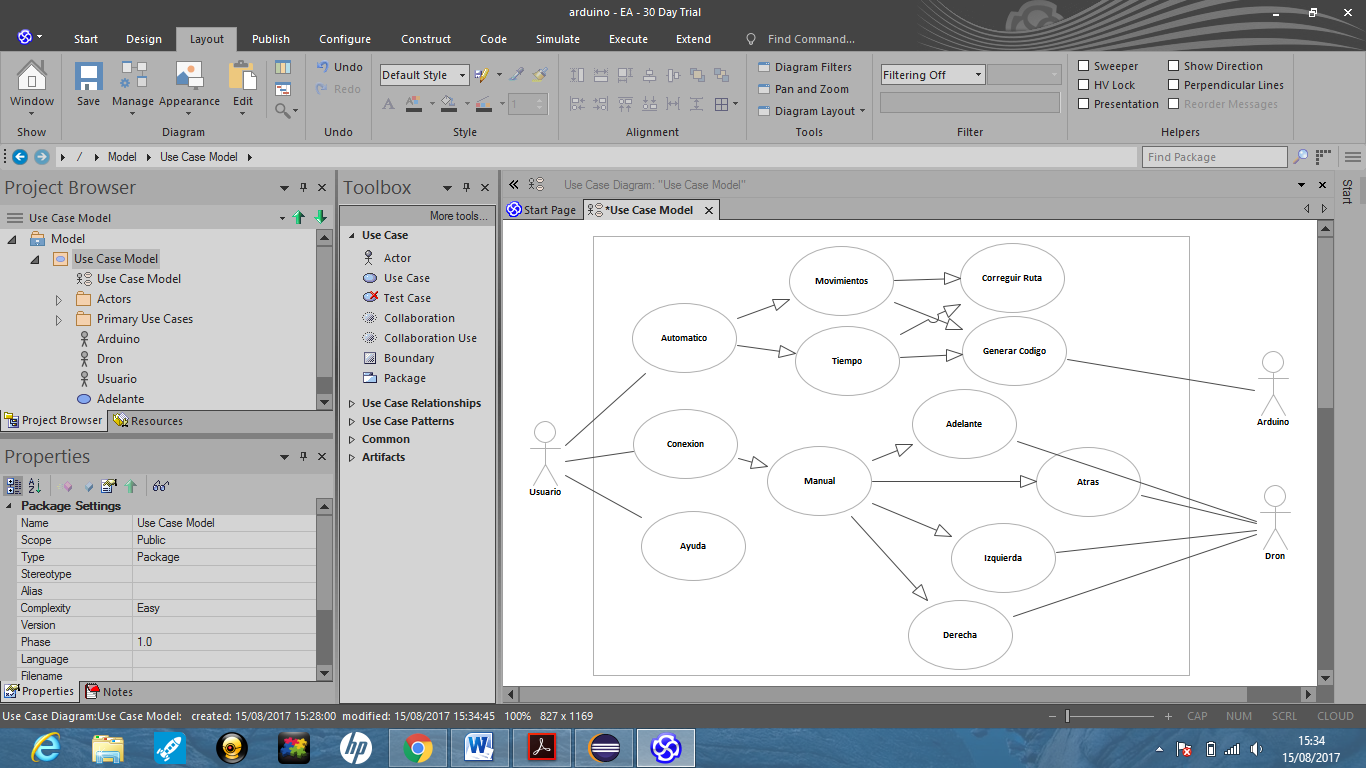 arduino - EA - 30 Day Trial
Start Design Layout Publish Configure Construct Code Simulate Execute Extend Find Command...
Window Save Manage Appearance Edit
Undo
Redo
Default Style
1
Diagram Filters
Pan and Zoom
Diagram Layout
Filtering Off
Sweeper Show Direction
HV Lock Perpendicular Lines
Presentation Reorder Messages
Show Diagram Undo Style Alignment Tools Filter Helpers
/ Model Use Case Model
Find Package
Project Browser
Use Case Model
Model
Use Case Model
Use Case Model
Actors
Primary Use Cases
Arduino
Dron
Usuario
Adelante
Project Browser Resources
Properties
Package Settings
Name Use Case Model
Scope Public
Type Package
Stereotype
Alias
Complexity Easy
Version
Phase 1.0
Language
Filename
Properties Notes
Toolbox
More tools...
Use Case
Actor
Use Case
Test Case
Collaboration
Collaboration Use
Boundary
Package
Use Case Relationships
Use Case Patterns
Common
Artifacts
Use Case Diagram: "Use Case Model"
Start Page *Use Case Model
Start
Movimientos
Correguir Ruta
Automatico
Tiempo
Generar Codigo
Arduino
Adelante
Conexion
Manual
Atras
Usuario
Ayuda
Izquierda
Dron
Derecha
Use Case Diagram:Use Case Model: created: 15/08/2017 15:28:00 modified: 15/08/2017 15:34:45 100% 827 x 1169
CAP NUM SCRL CLOUD
15:34
15/08/2017